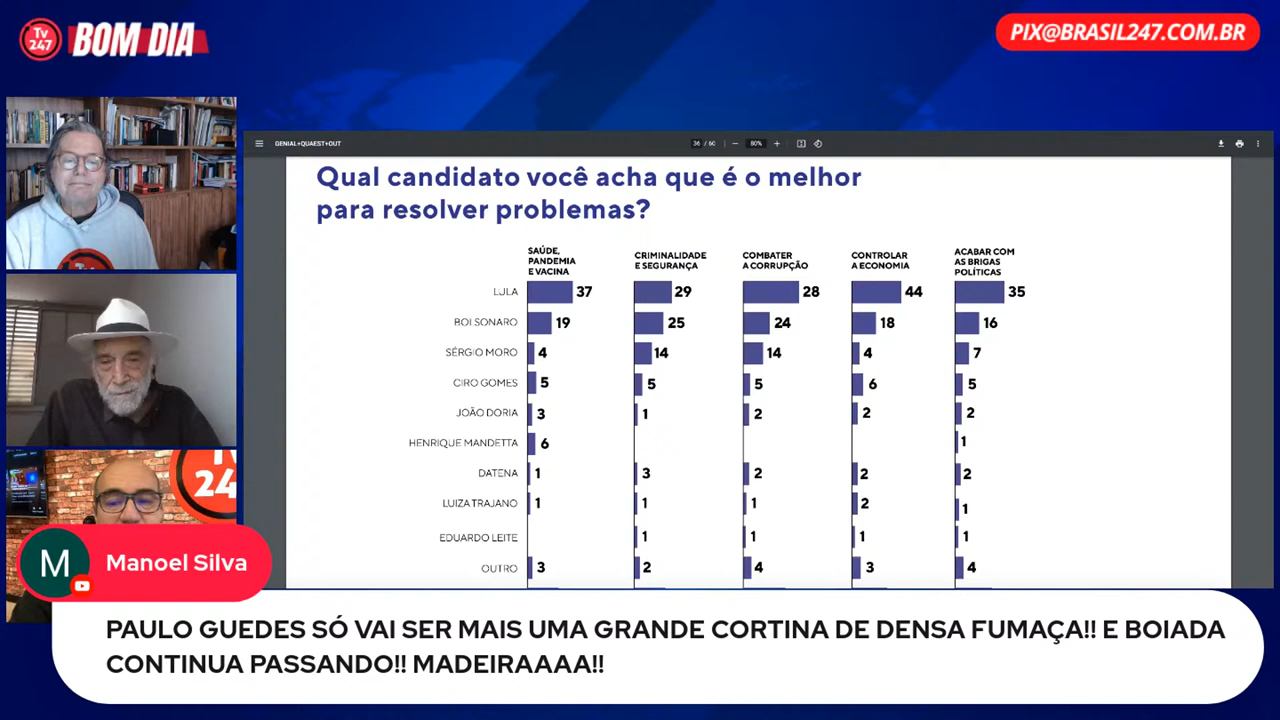 Tv
247
BOM DIA
PIX@BRASIL247.COM.BR
GENIAL+QUAEST+OUT
36 / 60
80%
Qual candidato você acha que é o melhor
para resolver problemas?
SAÚDE,
PANDEMIA
E VACINA
CRIMINALIDADE
E SEGURANÇA
COMBATER
A CORRUPÇÃO
CONTROLAR
A ECONOMIA
ACABAR COM
AS BRIGAS
POLÍTICAS
LULA 37 29 28 44 35
BOLSONARO 19 25 24 18 16
SÉRGIO MORO 4 14 14 4 7
CIRO GOMES 5 5 5 6 5
JOÃO DORIA 3 1 2 2 2
HENRIQUE MANDETTA 6 1
DATENA 1 3 2 2 2
LUIZA TRAJANO 1 1 1 2 1
EDUARDO LEITE 1 1 1 1
OUTRO 3 2 4 3 4
24
M
Manoel Silva
PAULO GUEDES SÓ VAI SER MAIS UMA GRANDE CORTINA DE DENSA FUMAÇA!! E BOIADA
CONTINUA PASSANDO!! MADEIRAAAA!!